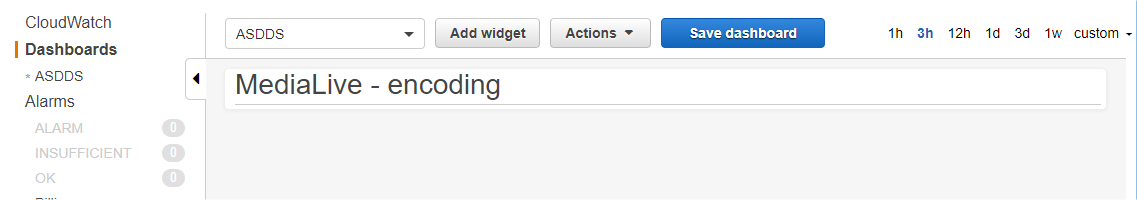 CloudWatch
Dashboards
* ASDDS
Alarms
ALARM 0
INSUFFICIENT 0
OK 0
ASDDS
Add widget
Actions
Save dashboard
1h 3h 12h 1d 3d 1w custom
MediaLive - encoding